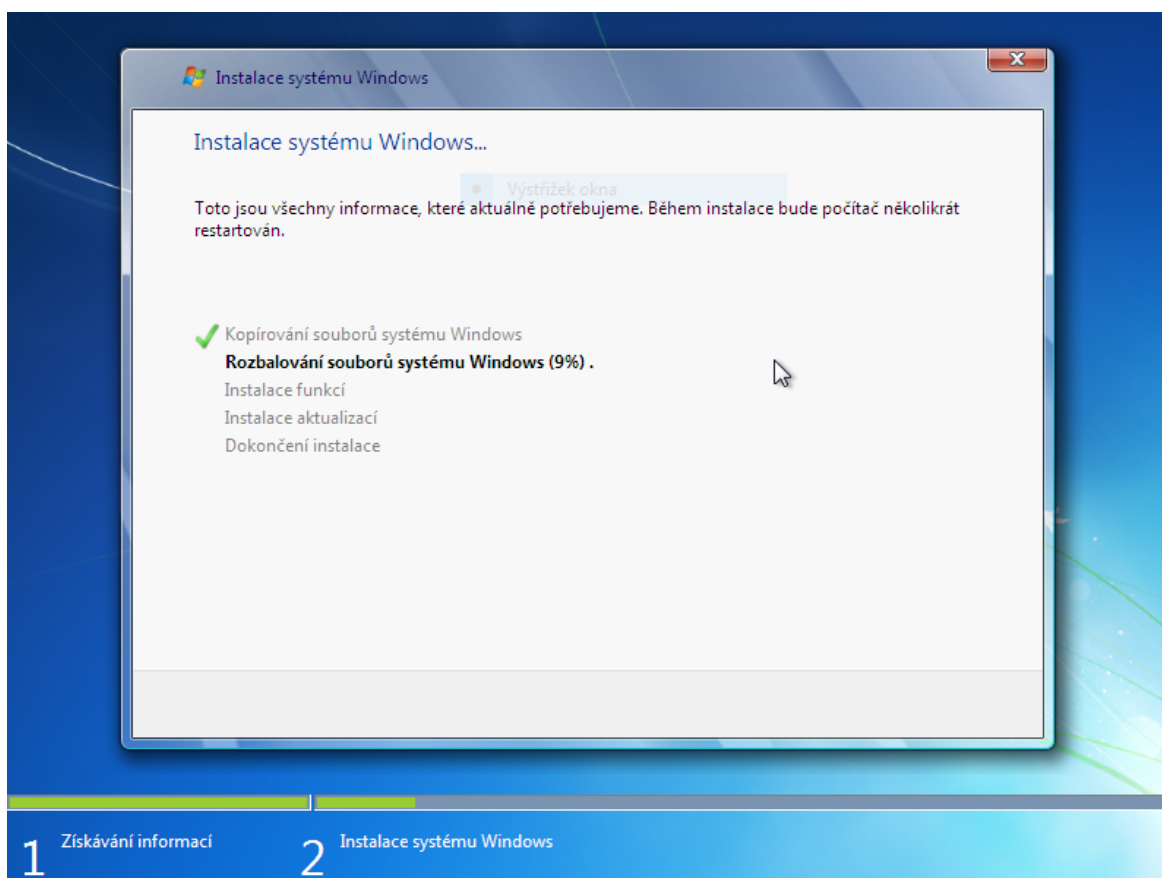 Instalace systému Windows
Instalace systému Windows...
Výstřižek okna
Toto jsou všechny informace, které aktuálně potřebujeme. Během instalace bude počítač několikrát
restartován.
Kopírování souborů systému Windows
Rozbalování souborů systému Windows (9%) .
Instalace funkcí
Instalace aktualizací
Dokončení instalace
1 Získávání informací
2 Instalace systému Windows